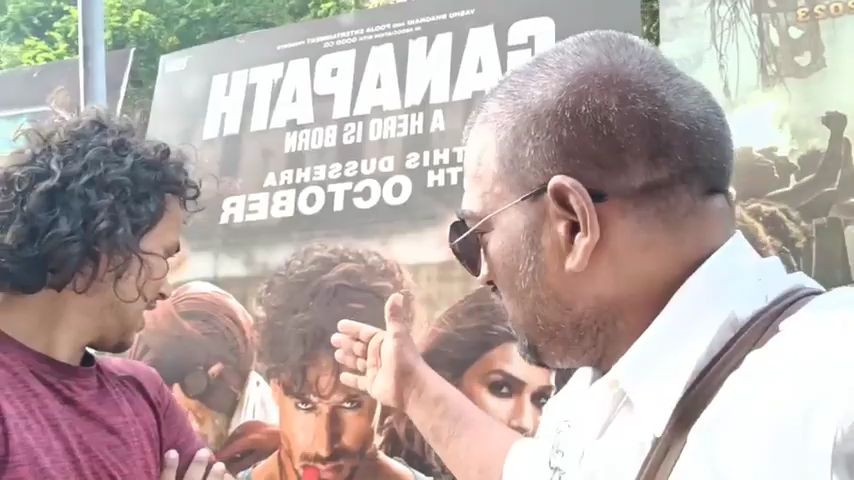 VASHU BHAGNANI AND POOJA ENTERTAINMENT PRESENTS
IN ASSOCIATION WITH GOOD CO.
GANAPATH
A HERO IS BORN
THIS DUSSEHRA
TH OCTOBER
2023